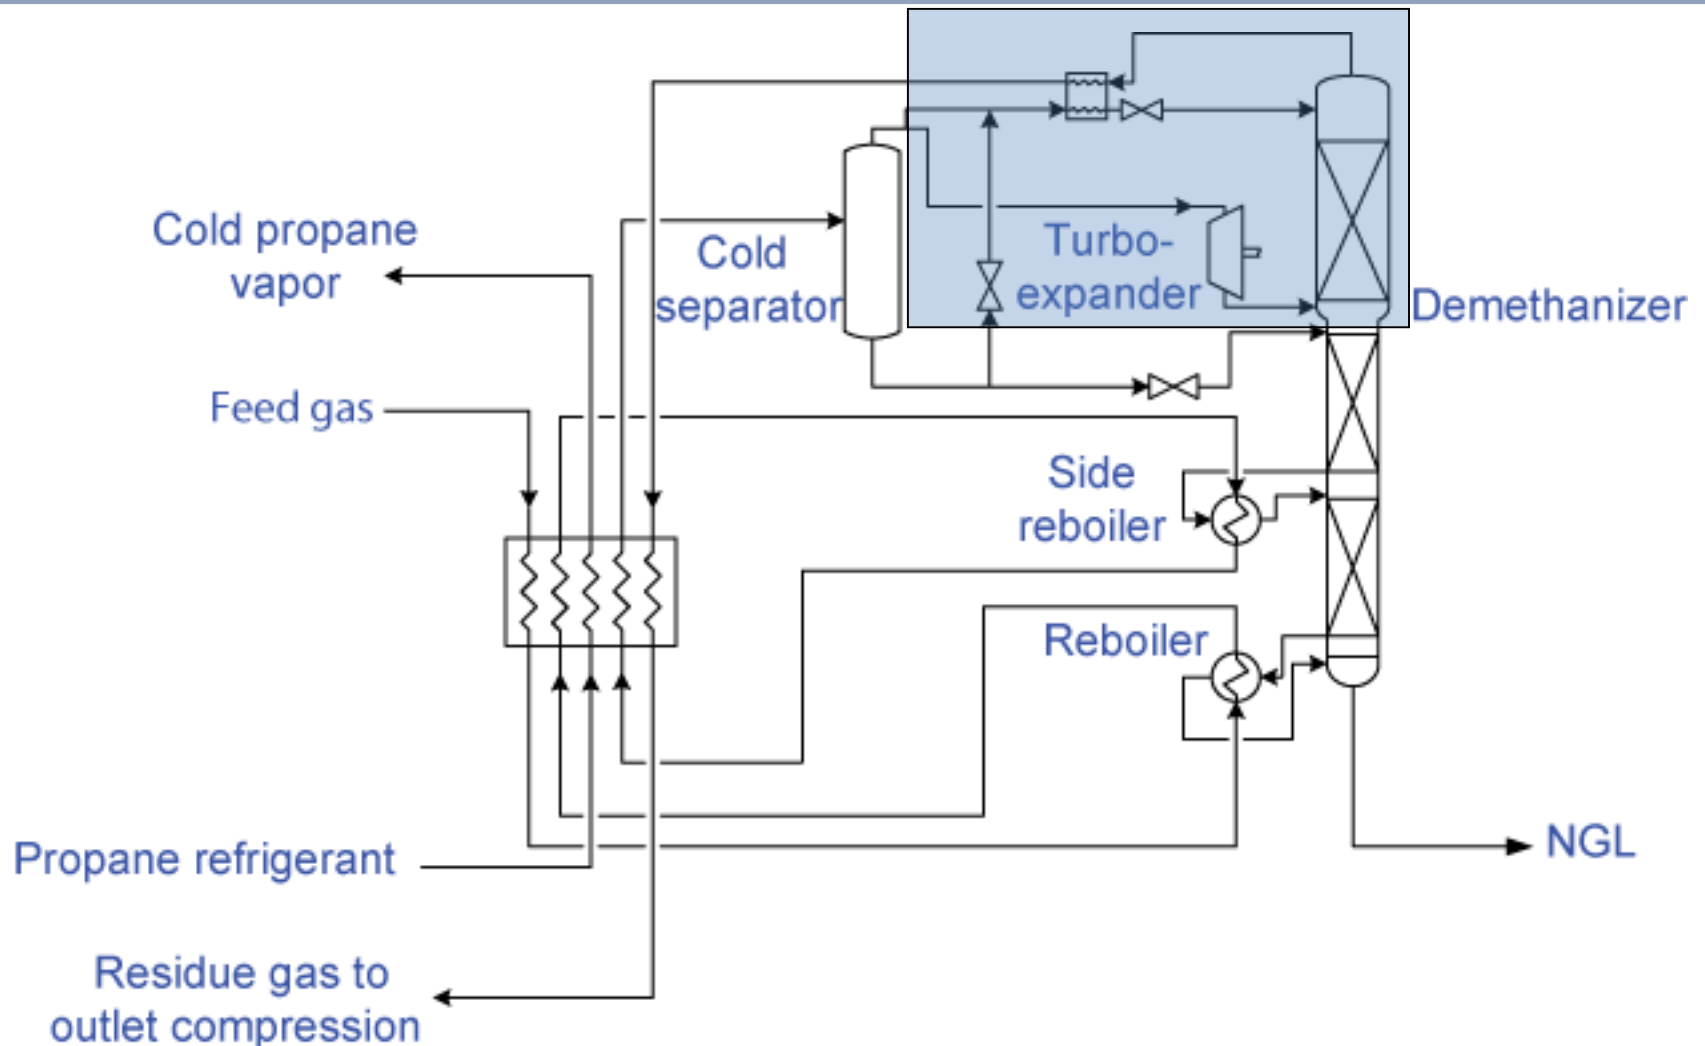 Cold propane
vapor
Cold
separator
Turbo-
expander
Demethanizer
Feed gas
Side
reboiler
Reboiler
NGL
Propane refrigerant
Residue gas to
outlet compression